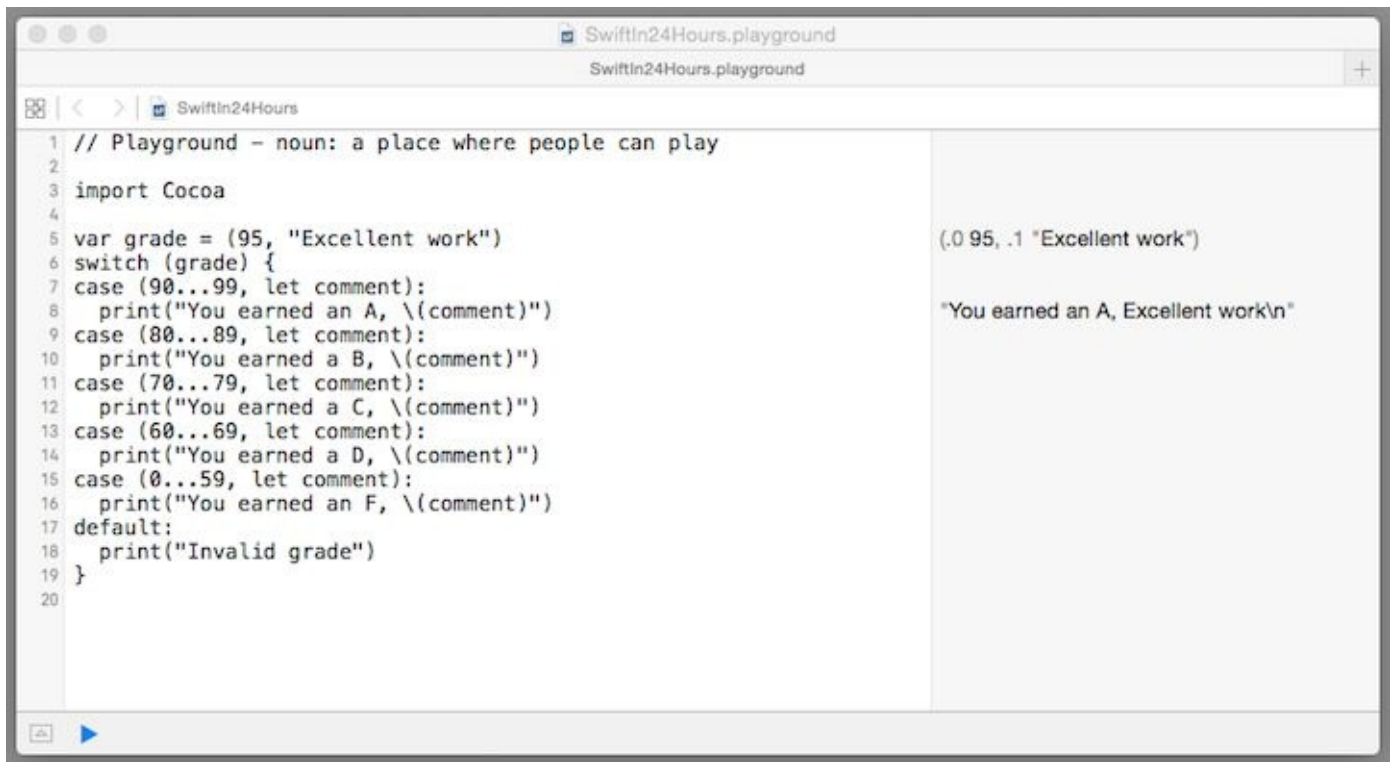 SwiftIn24Hours.playground
SwiftIn24Hours.playground
SwiftIn24Hours
1 // Playground – noun: a place where people can play
2
3 import Cocoa
4
5 var grade = (95, "Excellent work") (.0 95, .1 "Excellent work")
6 switch (grade) {
7 case (90...99, let comment):
8   print("You earned an A, \(comment)") "You earned an A, Excellent work\n"
9 case (80...89, let comment):
10   print("You earned a B, \(comment)")
11 case (70...79, let comment):
12   print("You earned a C, \(comment)")
13 case (60...69, let comment):
14   print("You earned a D, \(comment)")
15 case (0...59, let comment):
16   print("You earned an F, \(comment)")
17 default:
18   print("Invalid grade")
19 }
20